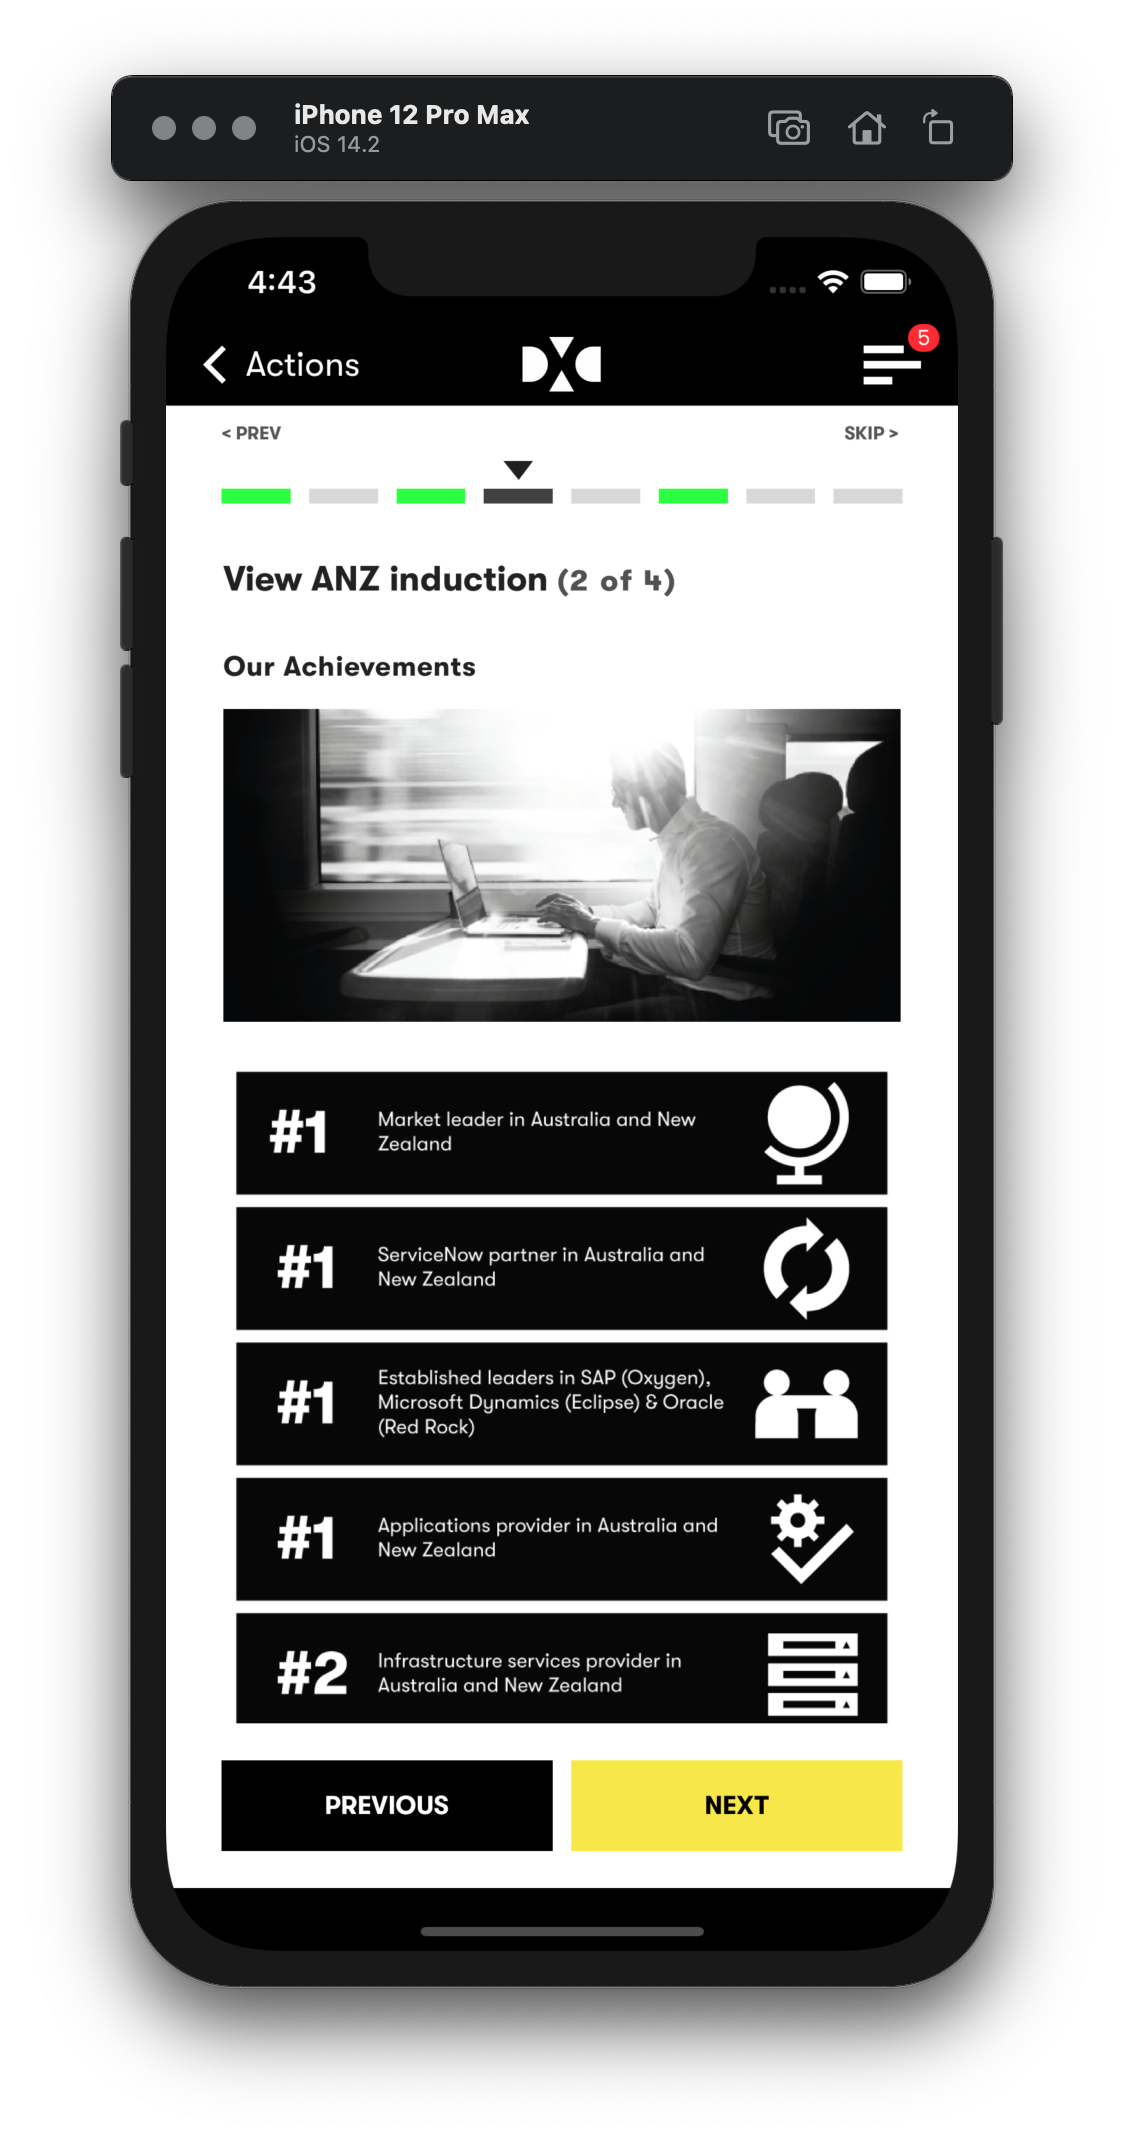 iPhone 12 Pro Max
iOS 14.2
4:43
Actions
DXC
5
< PREV
SKIP >
View ANZ induction (2 of 4)
Our Achievements
#1
Market leader in Australia and New
Zealand
#1
ServiceNow partner in Australia and
New Zealand
#1
Established leaders in SAP (Oxygen),
Microsoft Dynamics (Eclipse) & Oracle
(Red Rock)
#1
Applications provider in Australia and
New Zealand
#2
Infrastructure services provider in
Australia and New Zealand
PREVIOUS
NEXT